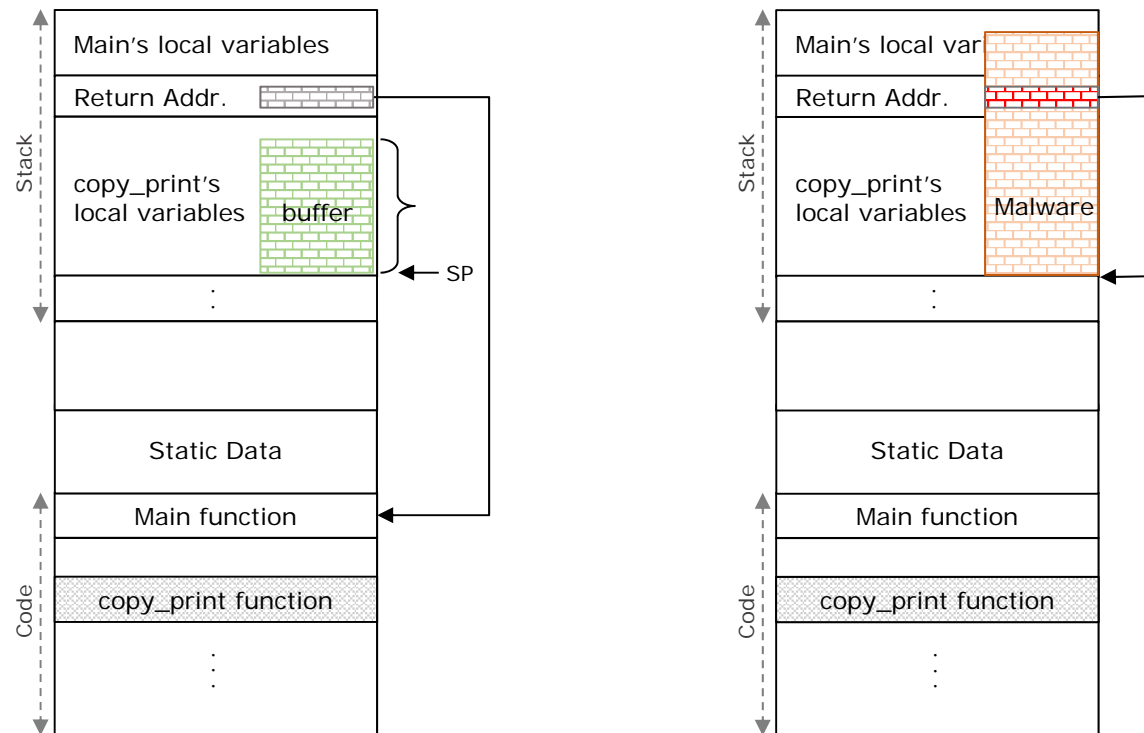 Main's local variables
Return Addr.
Stack
copy_print's
local variables
buffer
SP
:
Static Data
Main function
Code
copy_print function
⋮
Main's local vari
Return Addr.
Stack
copy_print's
local variables
Malware
:
Static Data
Main function
Code
copy_print function
⋮